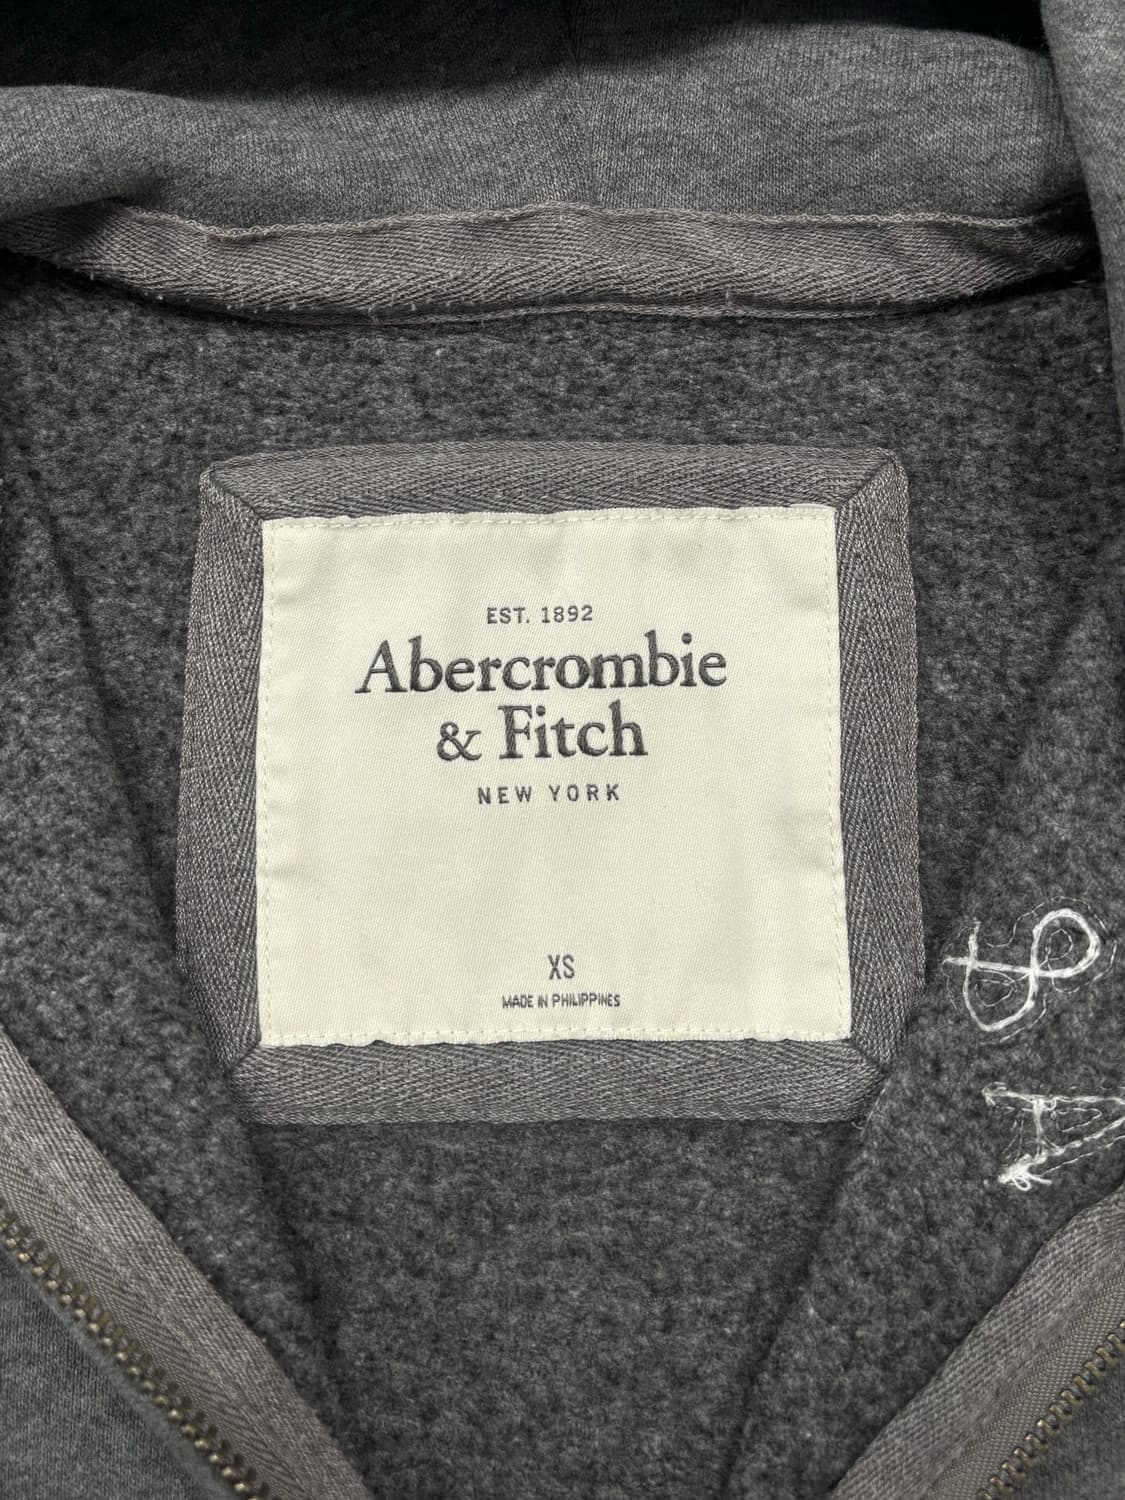 EST. 1892
Abercrombie
& Fitch
NEW YORK
XS
MADE IN PHILIPPINES
&
A